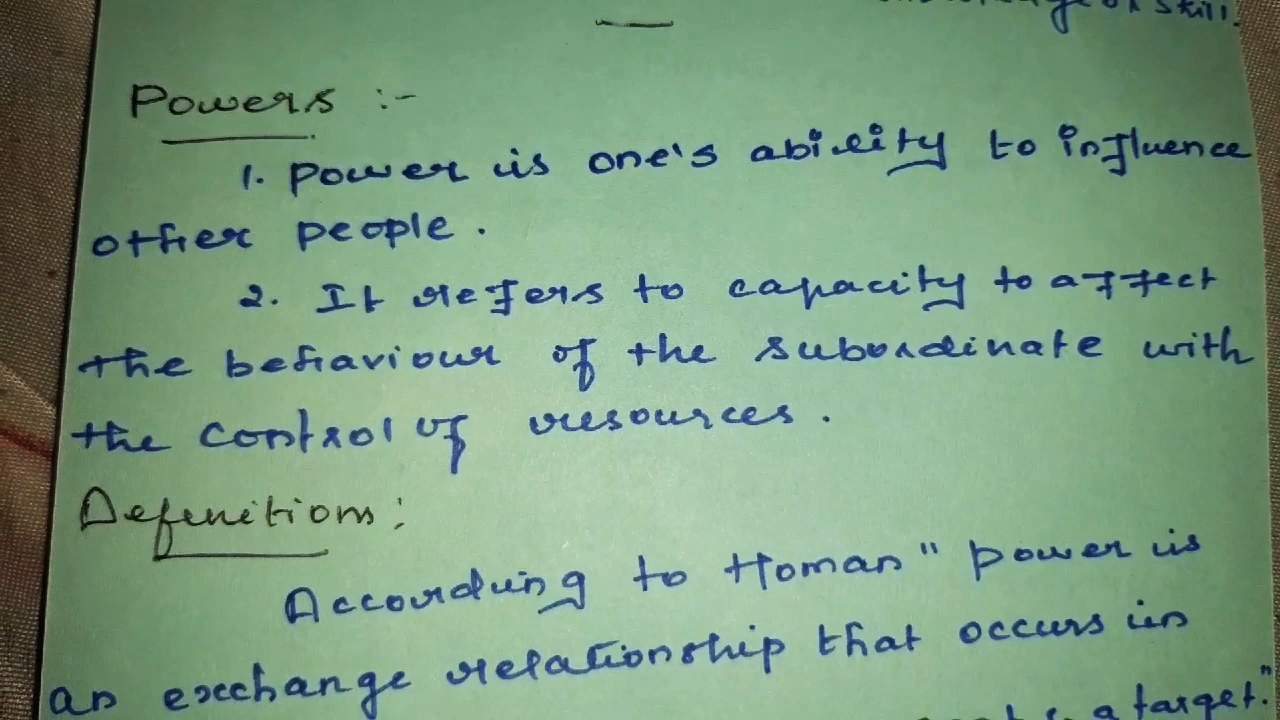 skill.
Powers :-
1. power is one's ability to influence
other people.
2. It refers to capacity to affect
the behaviour of the subordinate with
the control of resources.
Definitions:
According to Homan "power is
an exchange relationship that occurs in
a target."